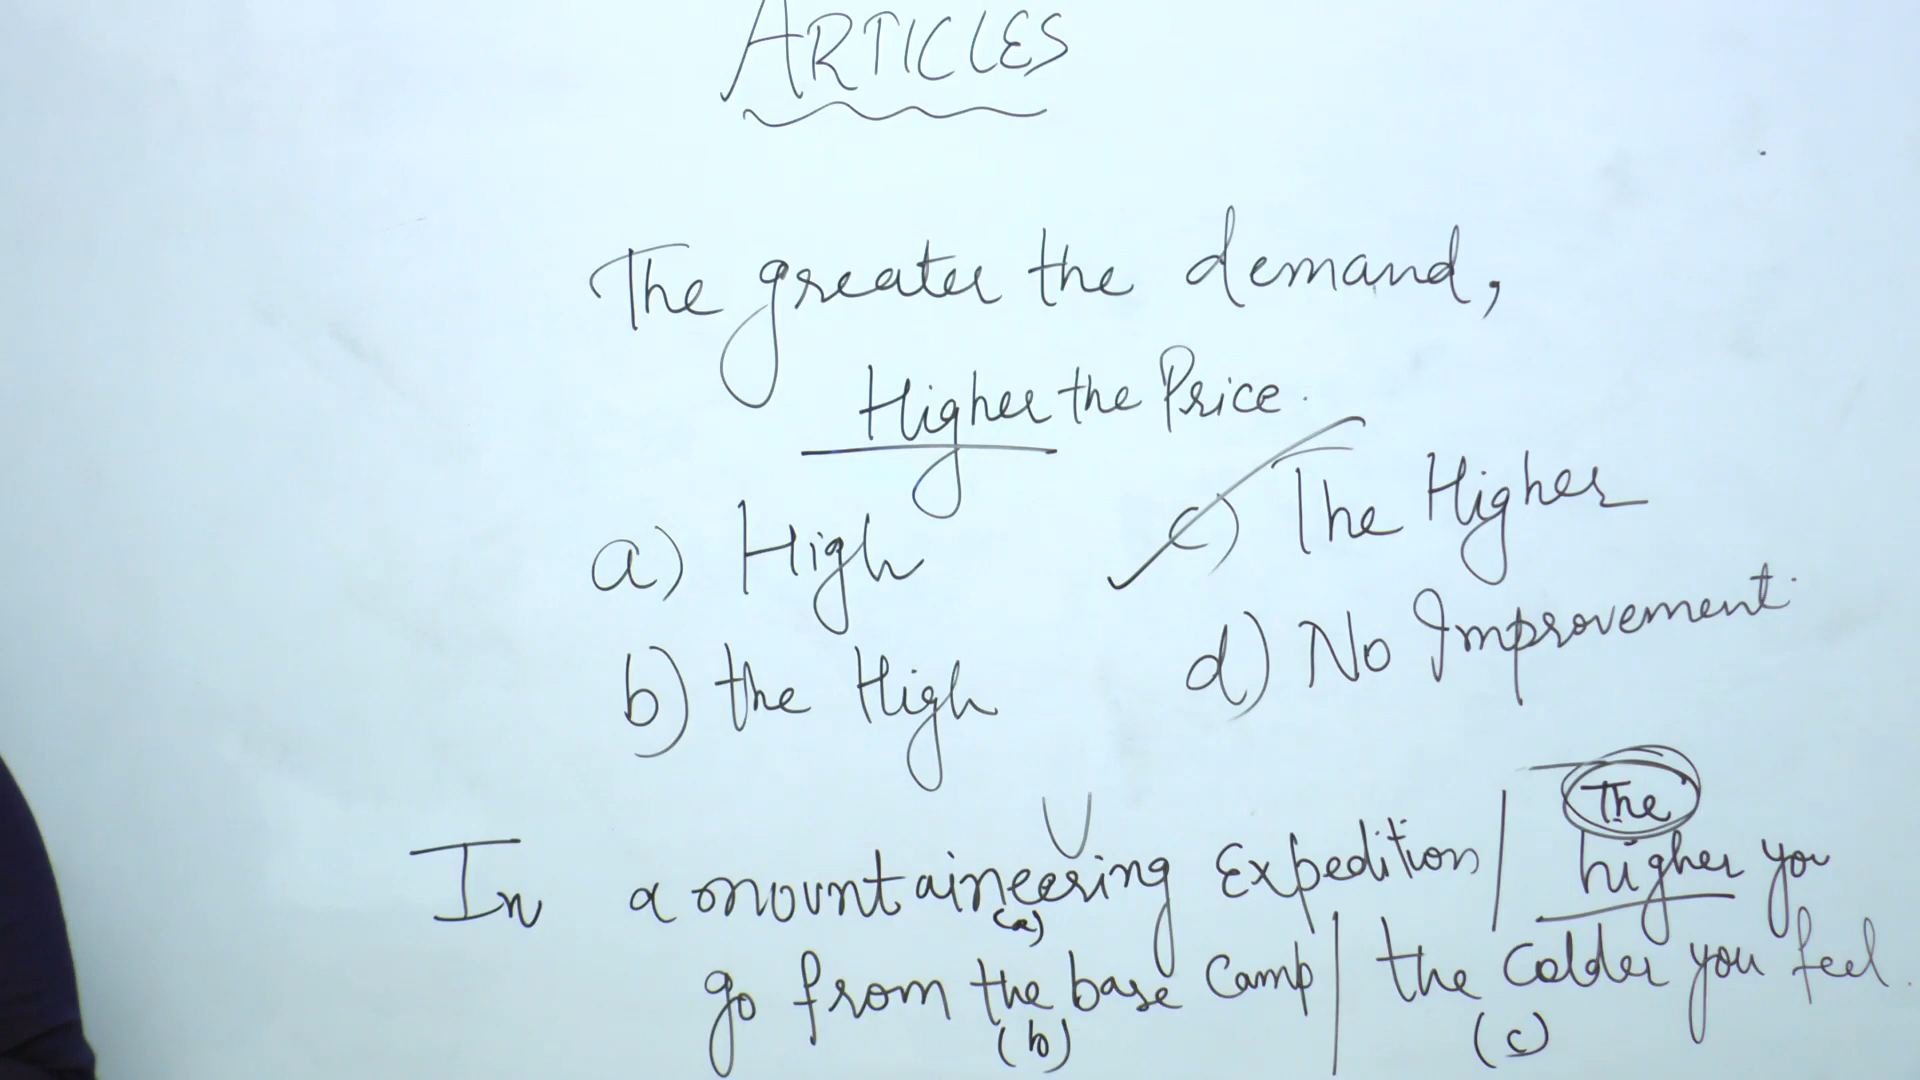 ARTICLES
The greater the demand,
Higher the Price.
a) High
c) The Higher
b) the High
d) No Improvement
The
In a mountaineering Expedition / higher you
(a)
go from the base Camp / the colder you feel.
(b)
(c)